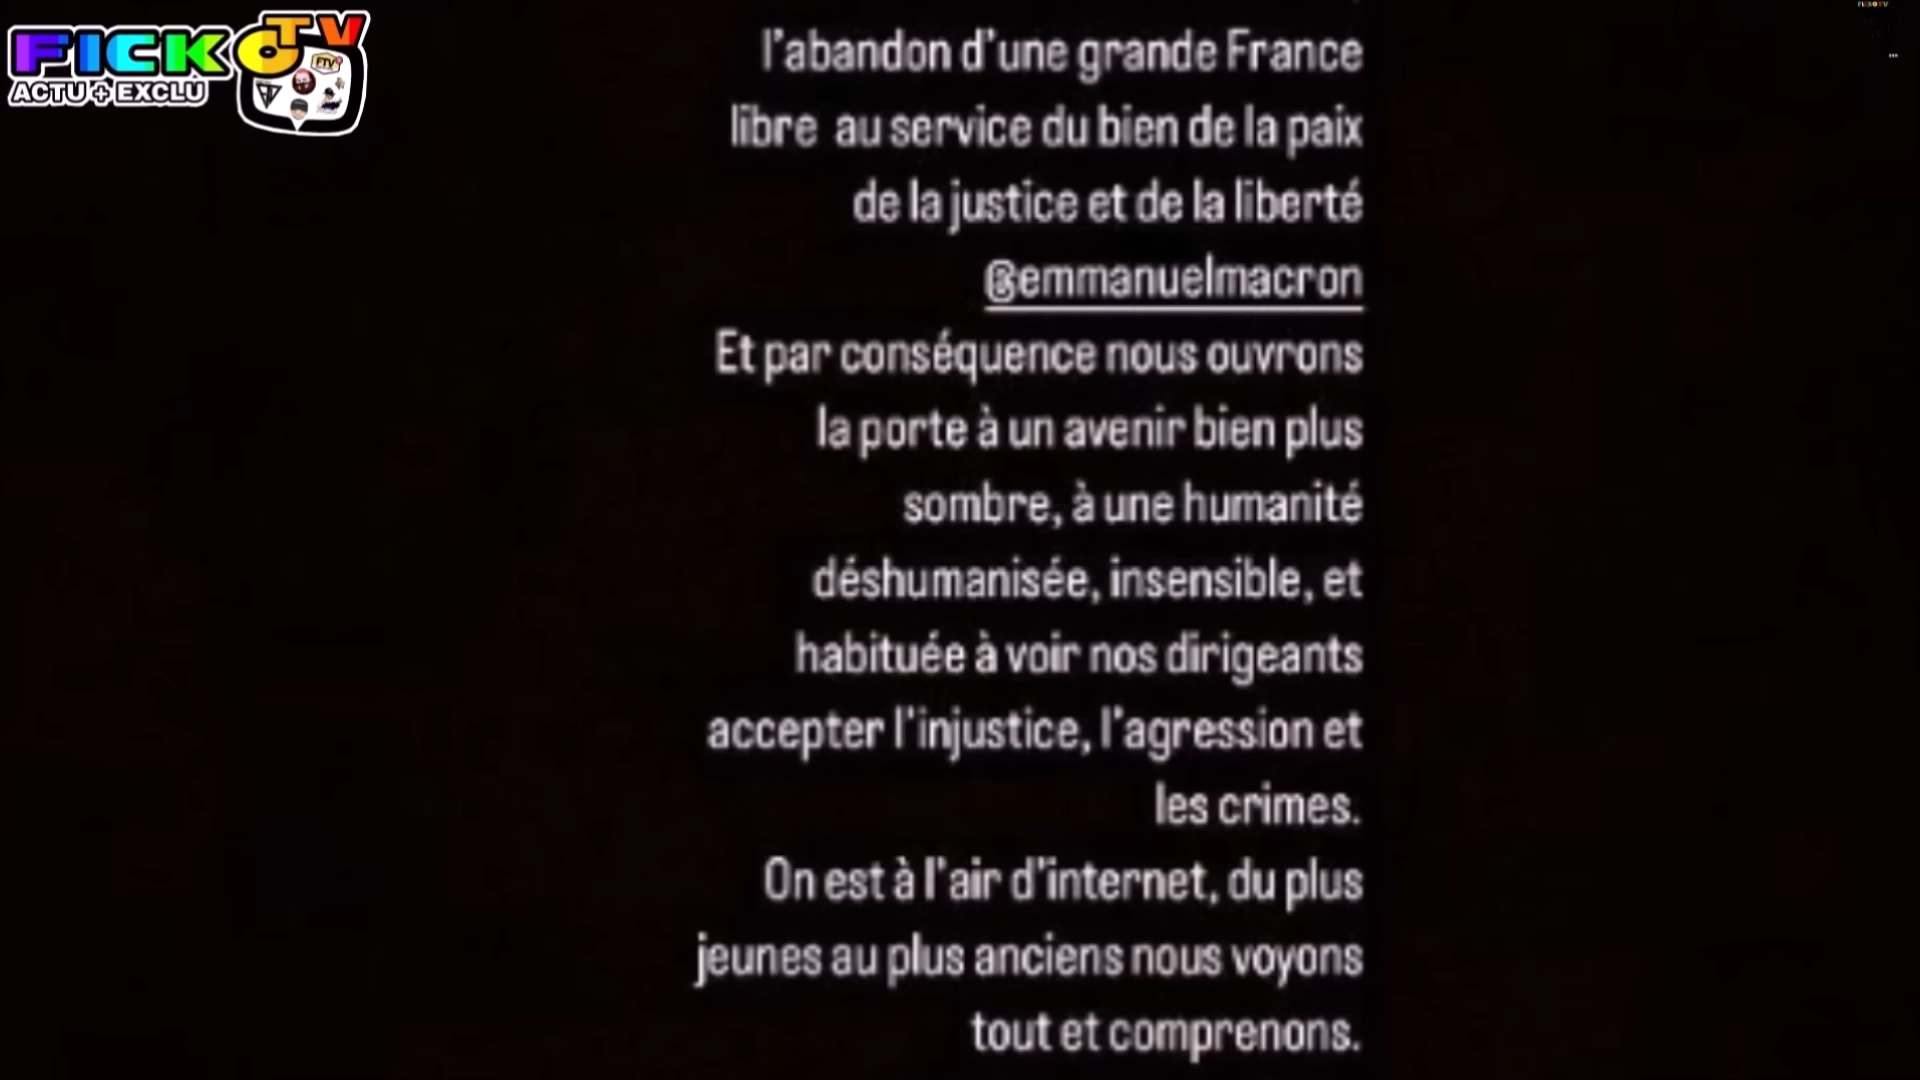 FICKO TV
ACTU + EXCLU
FTV
l'abandon d'une grande France
libre au service du bien de la paix
de la justice et de la liberté
@emmanuelmacron
Et par conséquence nous ouvrons
la porte à un avenir bien plus
sombre, à une humanité
déshumanisée, insensible, et
habituée à voir nos dirigeants
accepter l'injustice, l'agression et
les crimes.
On est à l'air d'internet, du plus
jeunes au plus anciens nous voyons
tout et comprenons.
FICKOTV